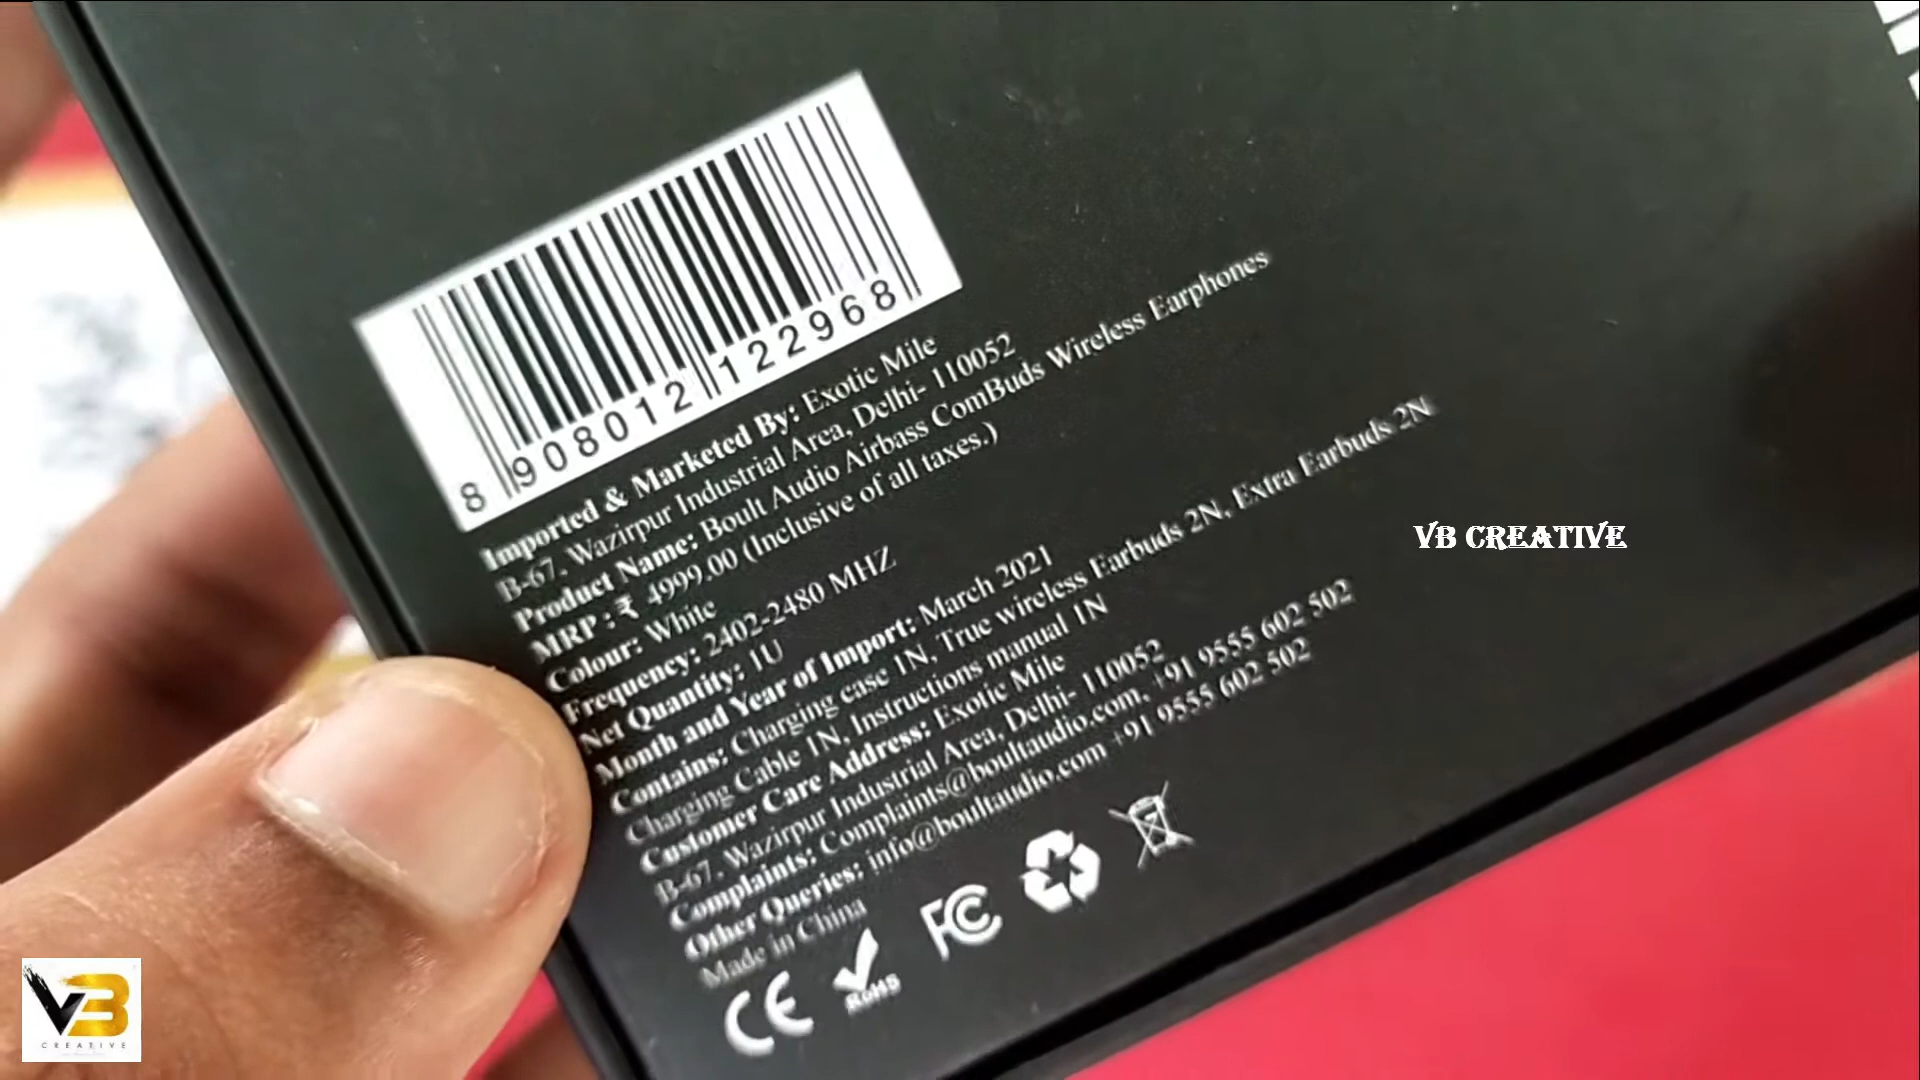 8 908012 122968
Imported & Marketed By: Exotic Mile
B-67, Wazirpur Industrial Area, Delhi- 110052
Product Name: Boult Audio Airbass ComBuds Wireless Earphones
MRP : ₹ 4999.00 (Inclusive of all taxes.)
Colour: White
Frequency: 2402-2480 MHZ
Net Quantity: 1U
Month and Year of Import: March 2021
Contains: Charging case 1N, True wireless Earbuds 2N, Extra Earbuds 2N
Charging Cable 1N, Instructions manual 1N
Customer Care Address: Exotic Mile
B-67, Wazirpur Industrial Area, Delhi- 110052
Complaints: Complaints@boultaudio.com, +91 9555 602 502
Other Queries: info@boultaudio.com +91 9555 602 502
Made in China
CE RoHS FC
VB CREATIVE
VB
CREATIVE